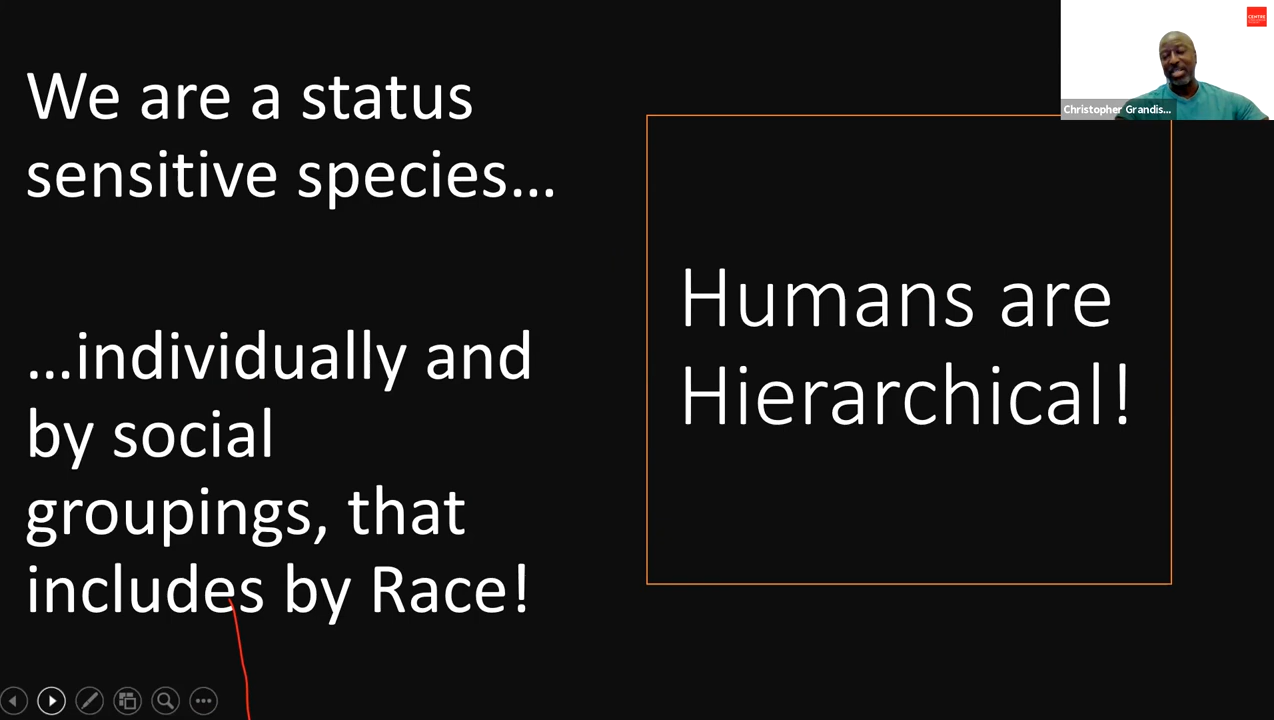 We are a status
sensitive species…
…individually and
by social
groupings, that
includes by Race!
Humans are
Hierarchical!
CENTRE
Christopher Grandis...